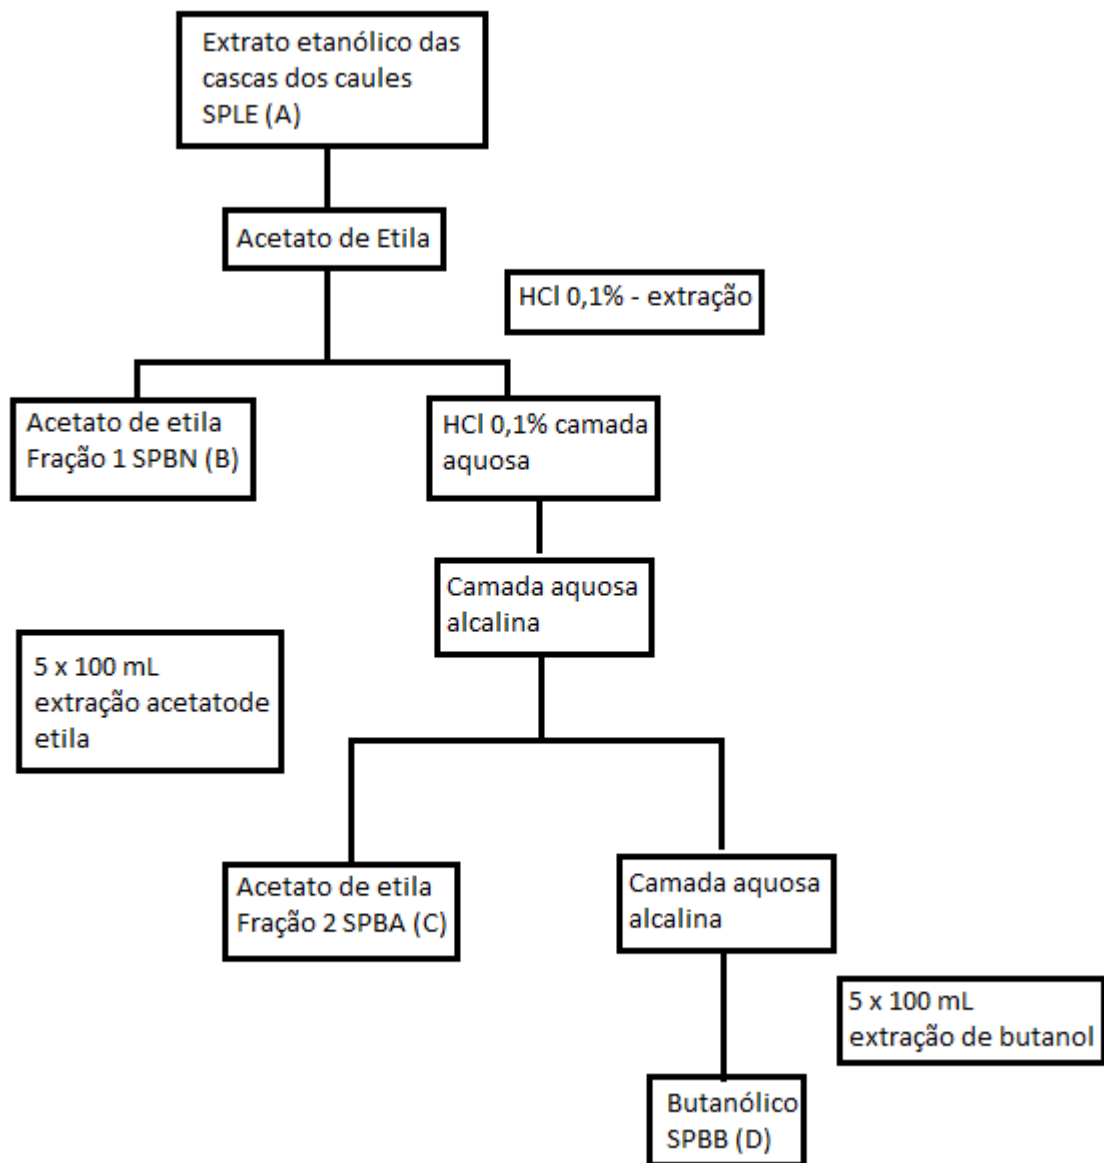 Extrato etanólico das
cascas dos caules
SPLE (A)
Acetato de Etila
HCl 0,1% - extração
Acetato de etila
Fração 1 SPBN (B)
HCl 0,1% camada
aquosa
Camada aquosa
alcalina
5 x 100 mL
extração acetatode
etila
Acetato de etila
Fração 2 SPBA (C)
Camada aquosa
alcalina
5 x 100 mL
extração de butanol
Butanólico
SPBB (D)